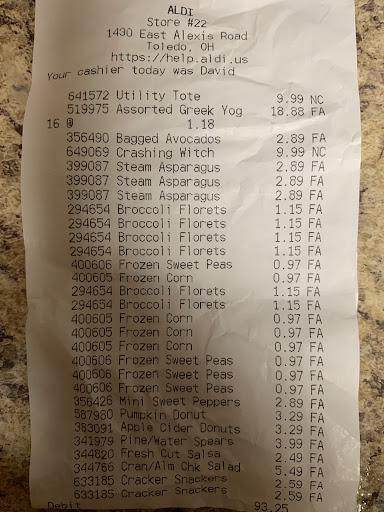 ALDI
Store #22
1430 East Alexis Road
Toledo, OH
https://help.aldi.us
Your cashier today was David
641572 Utility Tote 9.99 NC
519975 Assorted Greek Yog 18.88 FA
16 @ 1.18
356490 Bagged Avocados 2.89 FA
649069 Crashing Witch 9.99 NC
399087 Steam Asparagus 2.89 FA
399087 Steam Asparagus 2.89 FA
399087 Steam Asparagus 2.89 FA
294654 Broccoli Florets 1.15 FA
294654 Broccoli Florets 1.15 FA
294654 Broccoli Florets 1.15 FA
294654 Broccoli Florets 1.15 FA
400606 Frozen Sweet Peas 0.97 FA
400605 Frozen Corn 0.97 FA
294654 Broccoli Florets 1.15 FA
294654 Broccoli Florets 1.15 FA
400605 Frozen Corn 0.97 FA
400605 Frozen Corn 0.97 FA
400605 Frozen Corn 0.97 FA
400606 Frozen Sweet Peas 0.97 FA
400606 Frozen Sweet Peas 0.97 FA
400606 Frozen Sweet Peas 0.97 FA
356426 Mini Sweet Peppers 2.89 FA
587980 Pumpkin Donut 3.29 FA
383091 Apple Cider Donuts 3.29 FA
341979 Pine/Water Spears 3.99 FA
344820 Fresh Cut Salsa 2.49 FA
344766 Cran/Alm Chk Salad 5.49 FA
633185 Cracker Snackers 2.59 FA
633185 Cracker Snackers 2.59 FA
Debit 93.25